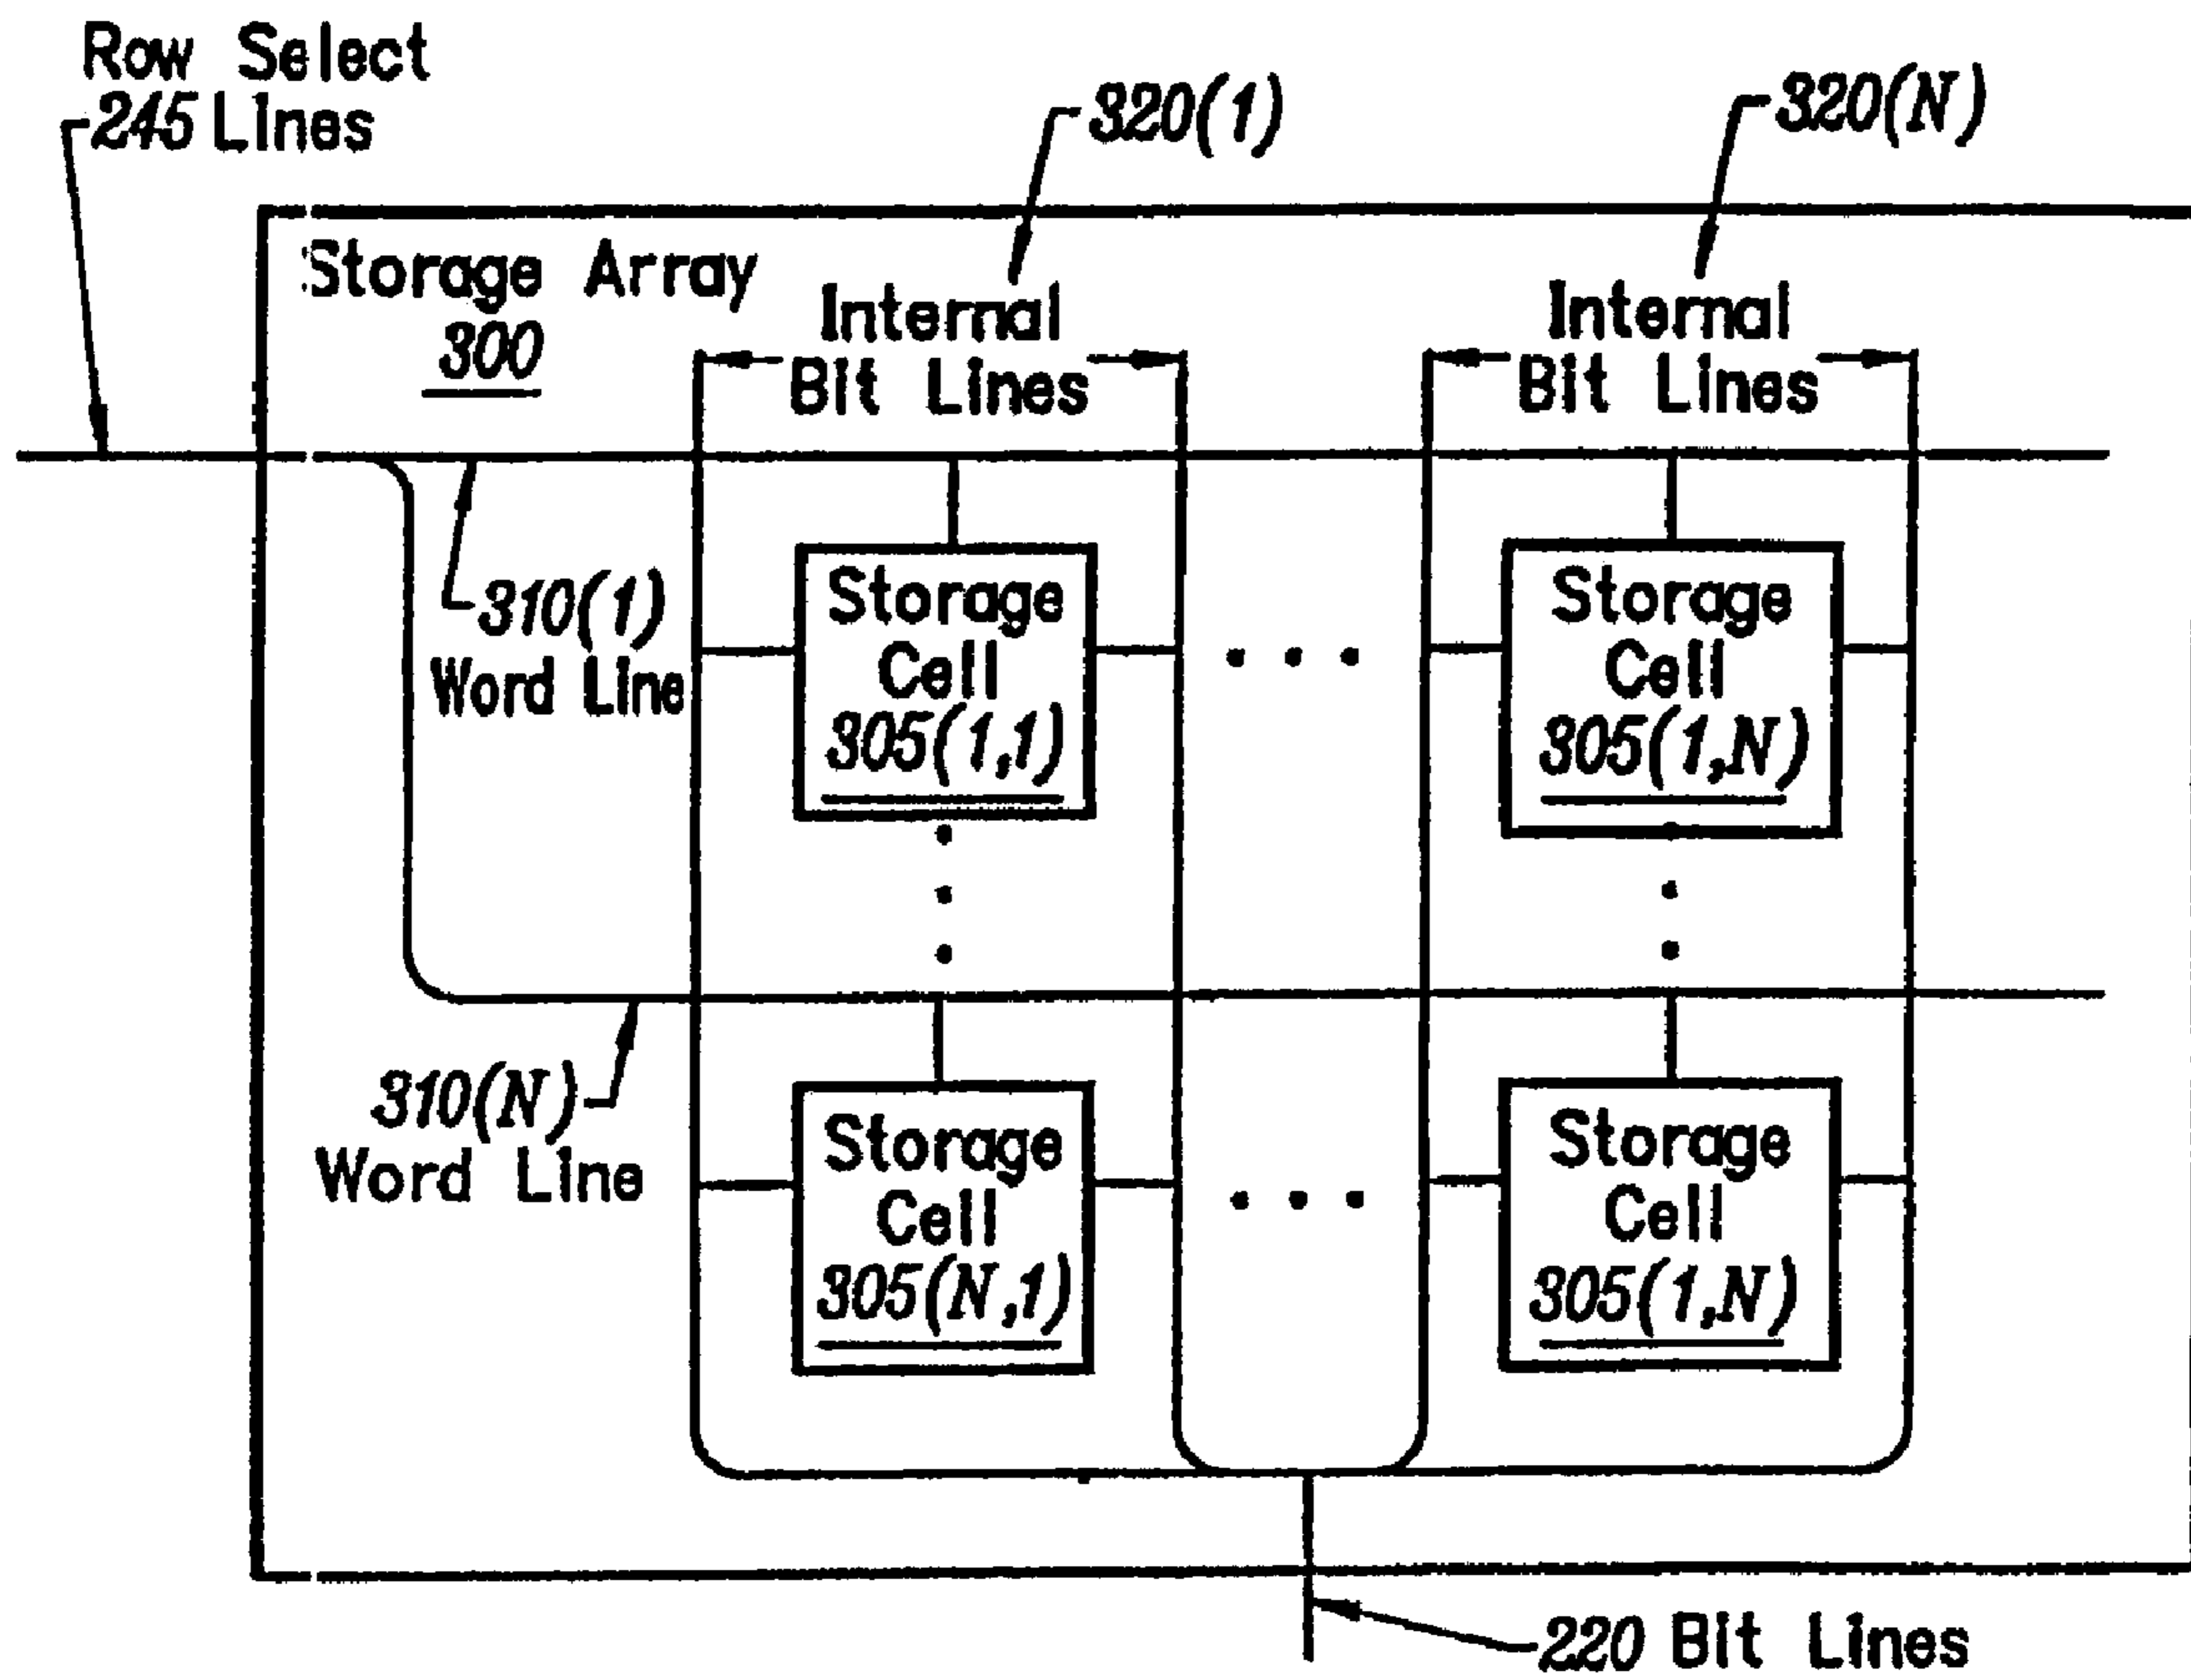 Row Select
245 Lines
320(1)
320(N)
Storage Array
300
Internal
Bit Lines
Internal
Bit Lines
310(1)
Word Line
Storage
Cell
305(1,1)
Storage
Cell
305(1,N)
310(N)
Word Line
Storage
Cell
305(N,1)
Storage
Cell
305(1,N)
220 Bit Lines